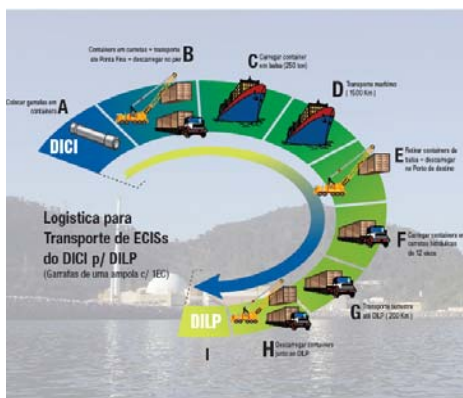 A
Colocar garrafas em
containers
DICI
B
Containers em carretas + transporte
até Ponta Fina + descarregar no pier
C
Carregar container
em balsa (250 ton)
D
Transporte marítimo
(1500 Km)
E
Retirar containers da
balsa + descarregar
no Porto de destino
F
Carregar containers em
carretas hidráulicas
de 12 eixos
G
Transporte terrestre
até DILP ( 200 Km )
H
Descarregar containers
junto ao DILP
DILP
I
Logística para
Transporte de ECISs
do DICI p/ DILP
(Garrafas de uma ampola c/ 1EC)